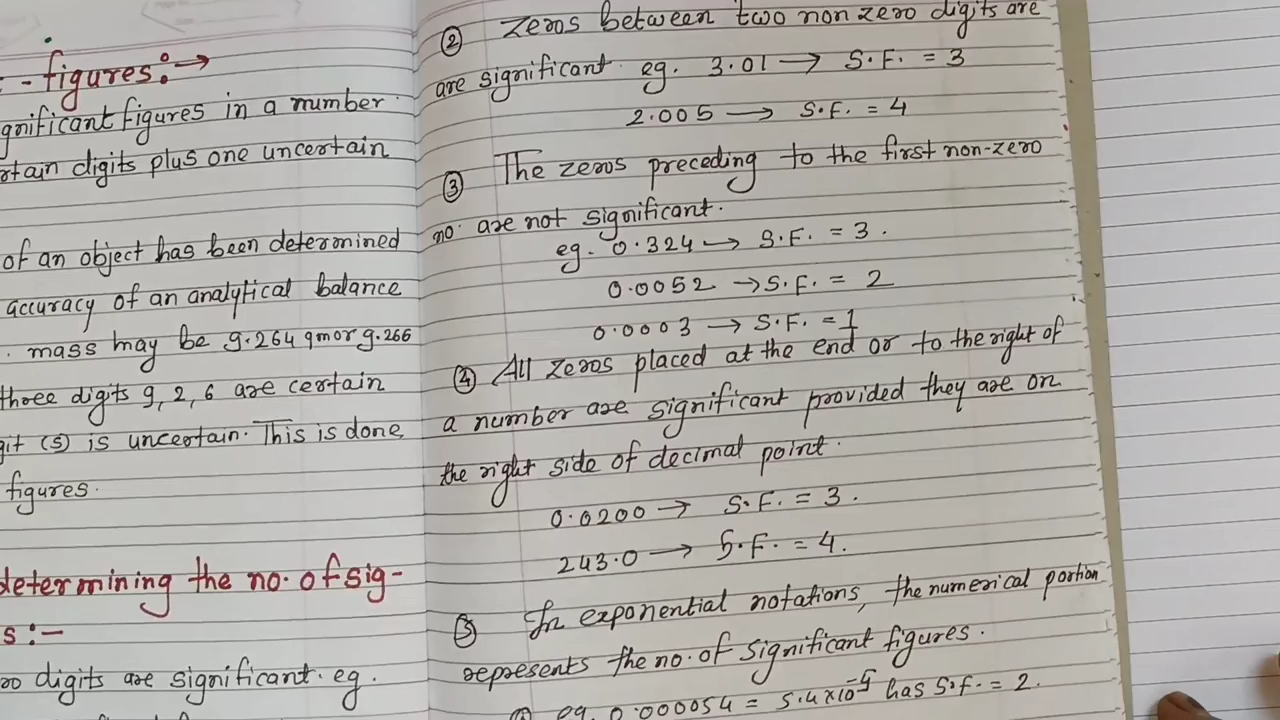 - figures:→
gnificant figures in a number
rtain digits plus one uncertain
of an object has been determined
accuracy of an analytical balance
. mass may be 9.264 gm or 9.266
three digits 9, 2, 6 are certain
git (5) is uncertain. This is done
figures.
determining the no. of sig-
s:-
ro digits are significant. eg.
② Zeros between two non zero digits are
are significant. eg. 3.01 → S.F. = 3
2.005 → S.F. = 4
③ The zeros preceding to the first non-zero
no. are not significant.
eg. 0.324 → S.F. = 3.
0.0052 → S.F. = 2
0.0003 → S.F. = 1
④ All zeros placed at the end or to the right of
a number are significant provided they are on
the right side of decimal point.
0.0200 → S.F. = 3.
243.0 → S.F. = 4.
⑤ In exponential notations, the numerical portion
represents the no. of significant figures.
eg. 0.000054 = 5.4×10⁻⁵ has S.F. = 2.